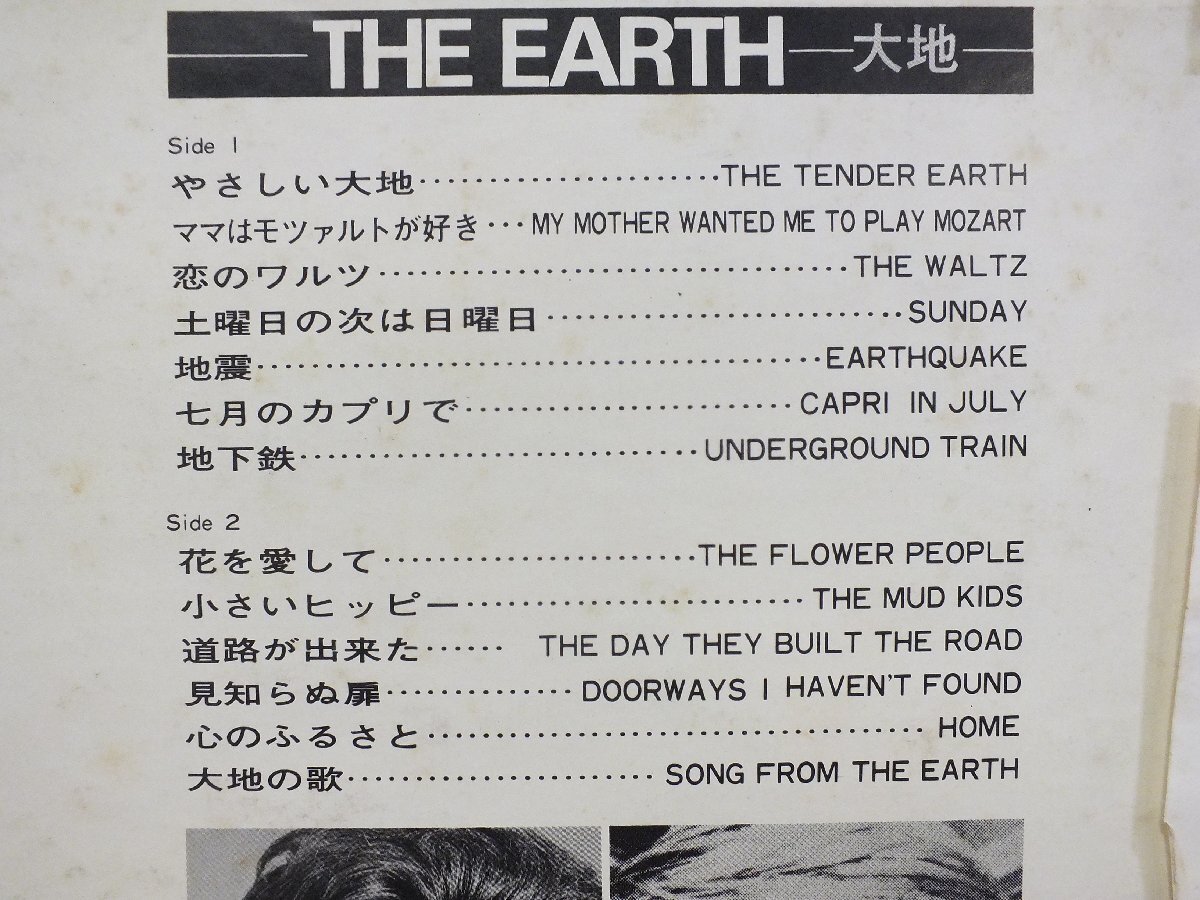 THE EARTH — 大地 —
Side 1
やさしい大地······················THE TENDER EARTH
ママはモツァルトが好き···MY MOTHER WANTED ME TO PLAY MOZART
恋のワルツ··································THE WALTZ
土曜日の次は日曜日··························SUNDAY
地震·········································EARTHQUAKE
七月のカプリで························CAPRI IN JULY
地下鉄·····························UNDERGROUND TRAIN
Side 2
花を愛して·······················THE FLOWER PEOPLE
小さいヒッピー·························THE MUD KIDS
道路が出来た······ THE DAY THEY BUILT THE ROAD
見知らぬ扉··············DOORWAYS I HAVEN'T FOUND
心のふるさと····································HOME
大地の歌·······················SONG FROM THE EARTH